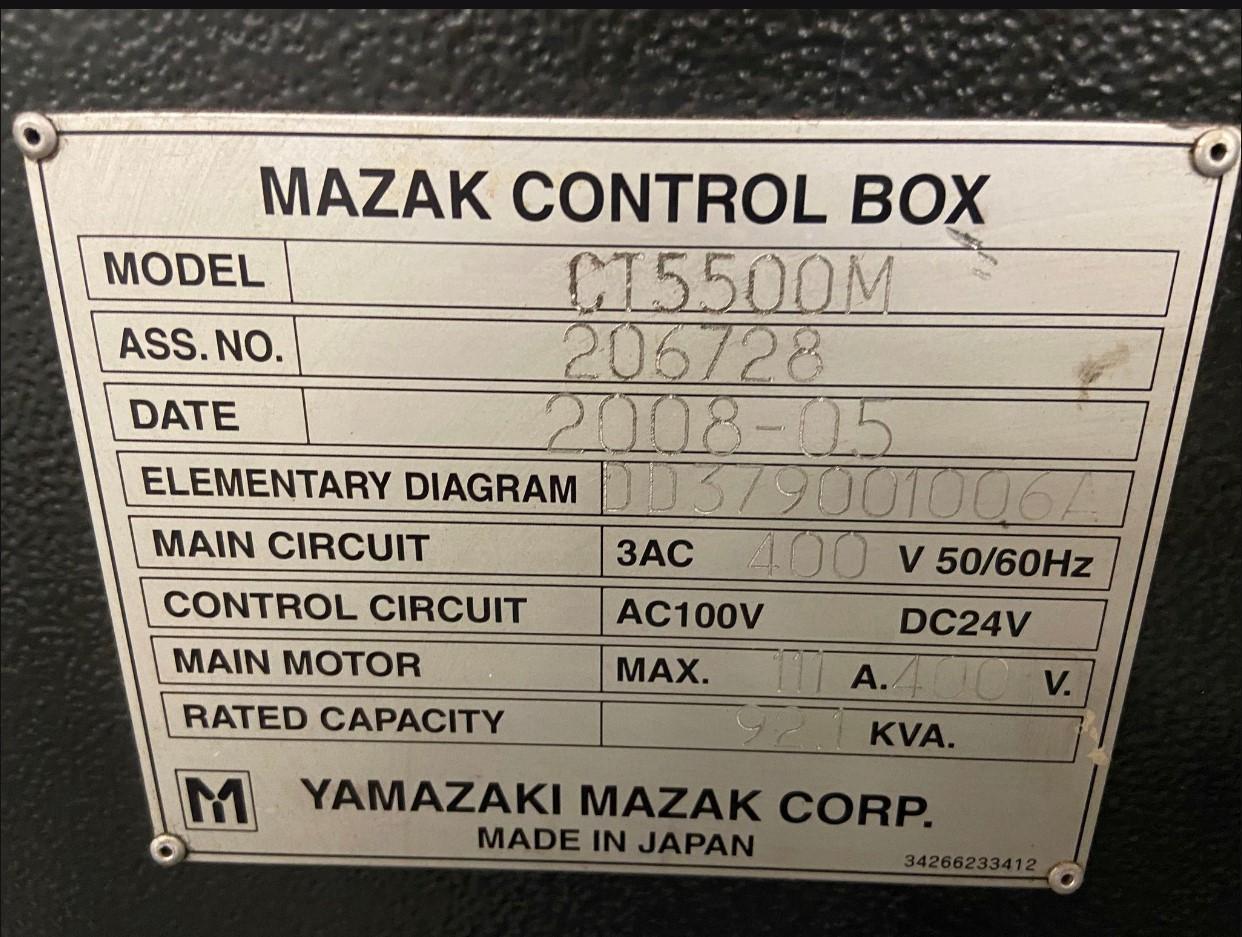 MAZAK CONTROL BOX
MODEL CT5500M
ASS. NO. 206728
DATE 2008-05
ELEMENTARY DIAGRAM DD379001006A
MAIN CIRCUIT 3AC 400 V 50/60Hz
CONTROL CIRCUIT AC100V DC24V
MAIN MOTOR MAX. 111 A. 400 V.
RATED CAPACITY 92.1 KVA.
M YAMAZAKI MAZAK CORP.
MADE IN JAPAN
34266233412